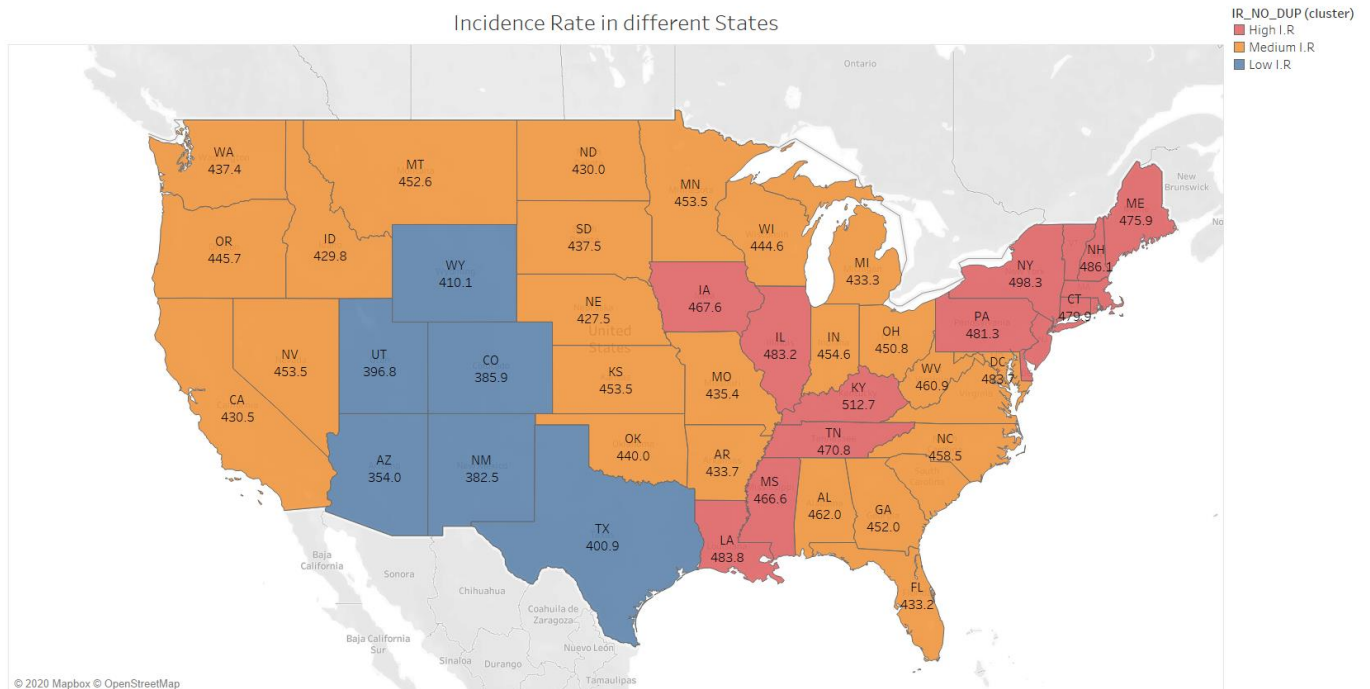 Incidence Rate in different States
IR_NO_DUP (cluster)
High I.R
Medium I.R
Low I.R
Ontario
New
Brunswick
WA
437.4
MT
452.6
ND
430.0
MN
453.5
ME
475.9
OR
445.7
ID
429.8
SD
437.5
WI
444.6
MI
433.3
NY
498.3
NH
486.1
WY
410.1
IA
467.6
CT
479.9
PA
481.3
NE
427.5
United
States
IL
483.2
IN
454.6
OH
450.8
NV
453.5
UT
396.8
CO
385.9
KS
453.5
MO
435.4
WV
460.9
DC
483.7
KY
512.7
CA
430.5
TN
470.8
NC
458.5
OK
440.0
AR
433.7
AZ
354.0
NM
382.5
MS
466.6
AL
462.0
GA
452.0
TX
400.9
LA
483.8
FL
433.2
Baja
California
Sonora
Chihuahua
Coahuila de
Zaragoza
Nuevo León
Baja California
Sur
Sinaloa
Durango
Tamaulipas
© 2020 Mapbox © OpenStreetMap